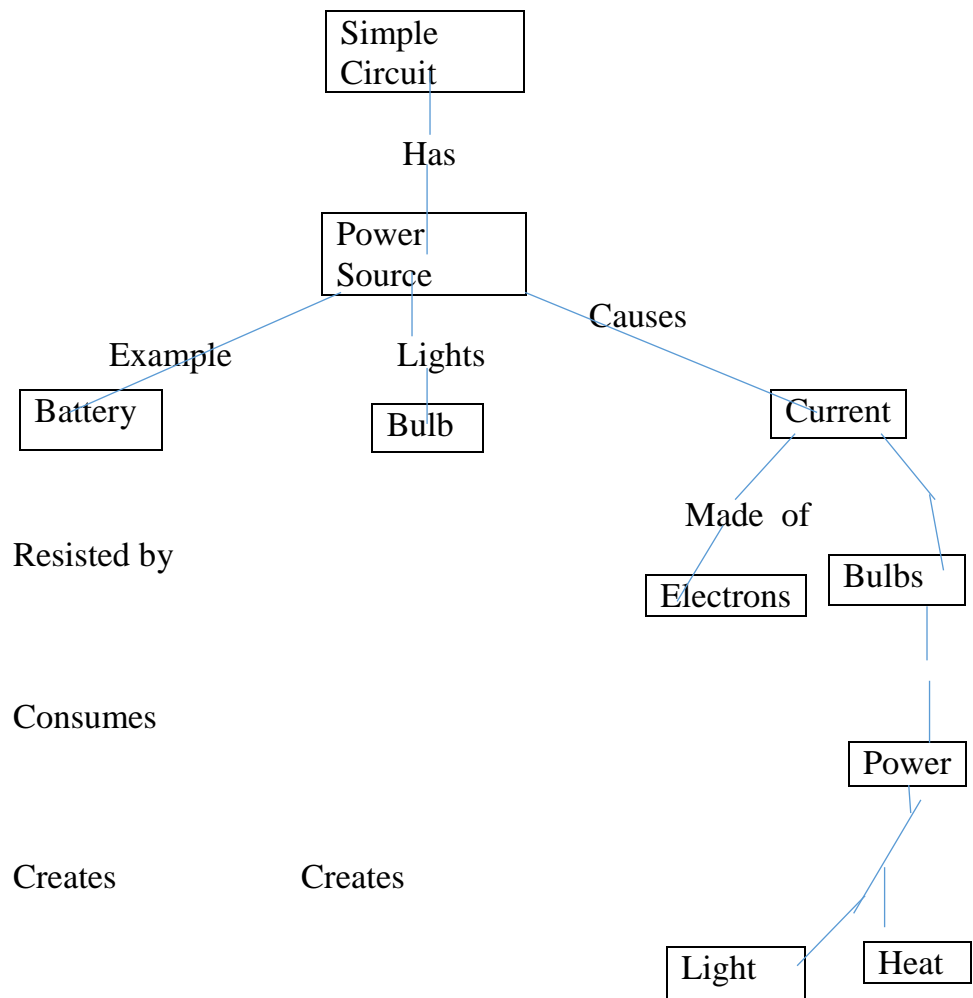 Simple
Circuit
Has
Power
Source
Causes
Example
Lights
Battery
Bulb
Current
Made of
Resisted by
Bulbs
Electrons
Consumes
Power
Creates
Creates
Light
Heat